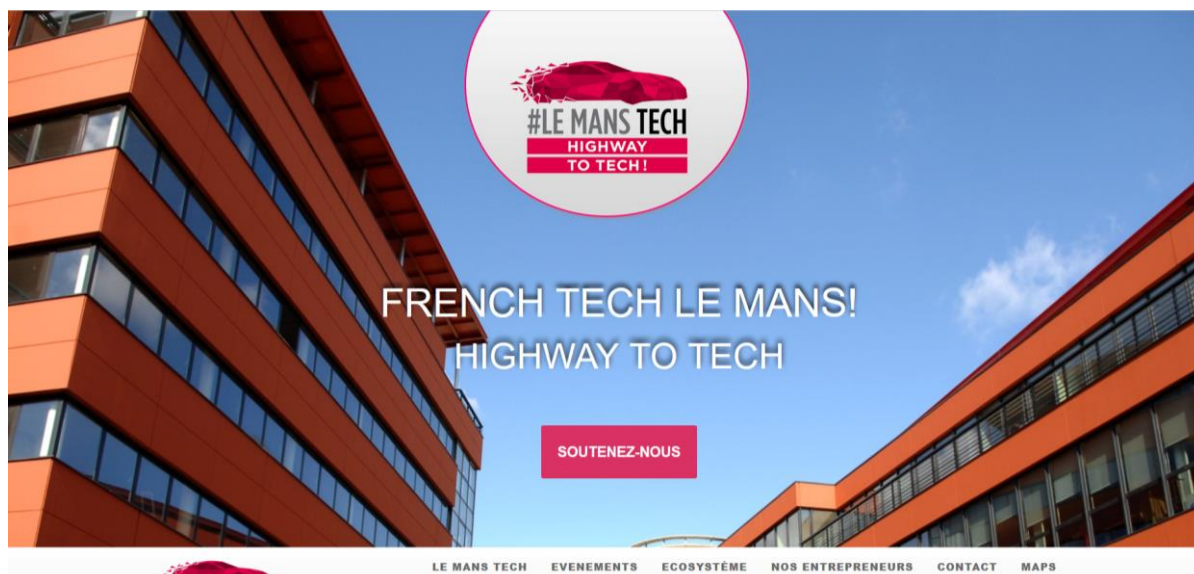 #LE MANS TECH
HIGHWAY
TO TECH!
FRENCH TECH LE MANS!
HIGHWAY TO TECH
SOUTENEZ-NOUS
LE MANS TECH EVENEMENTS ECOSYSTÈME NOS ENTREPRENEURS CONTACT MAPS